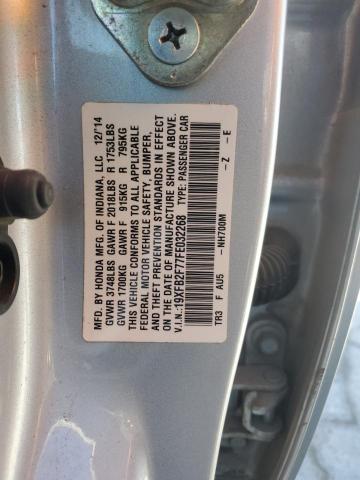 MFD. BY HONDA MFG. OF INDIANA, LLC 12/'14
GVWR 3748LBS GAWR F 2018LBS R 1753LBS
GVWR 1700KG GAWR F 915KG R 795KG
THIS VEHICLE CONFORMS TO ALL APPLICABLE
FEDERAL MOTOR VEHICLE SAFETY, BUMPER,
AND THEFT PREVENTION STANDARDS IN EFFECT
ON THE DATE OF MANUFACTURE SHOWN ABOVE.
V.I.N.:19XFB2F77FE032268 TYPE: PASSENGER CAR
TR3 F AU5 - NH700M - Z - E